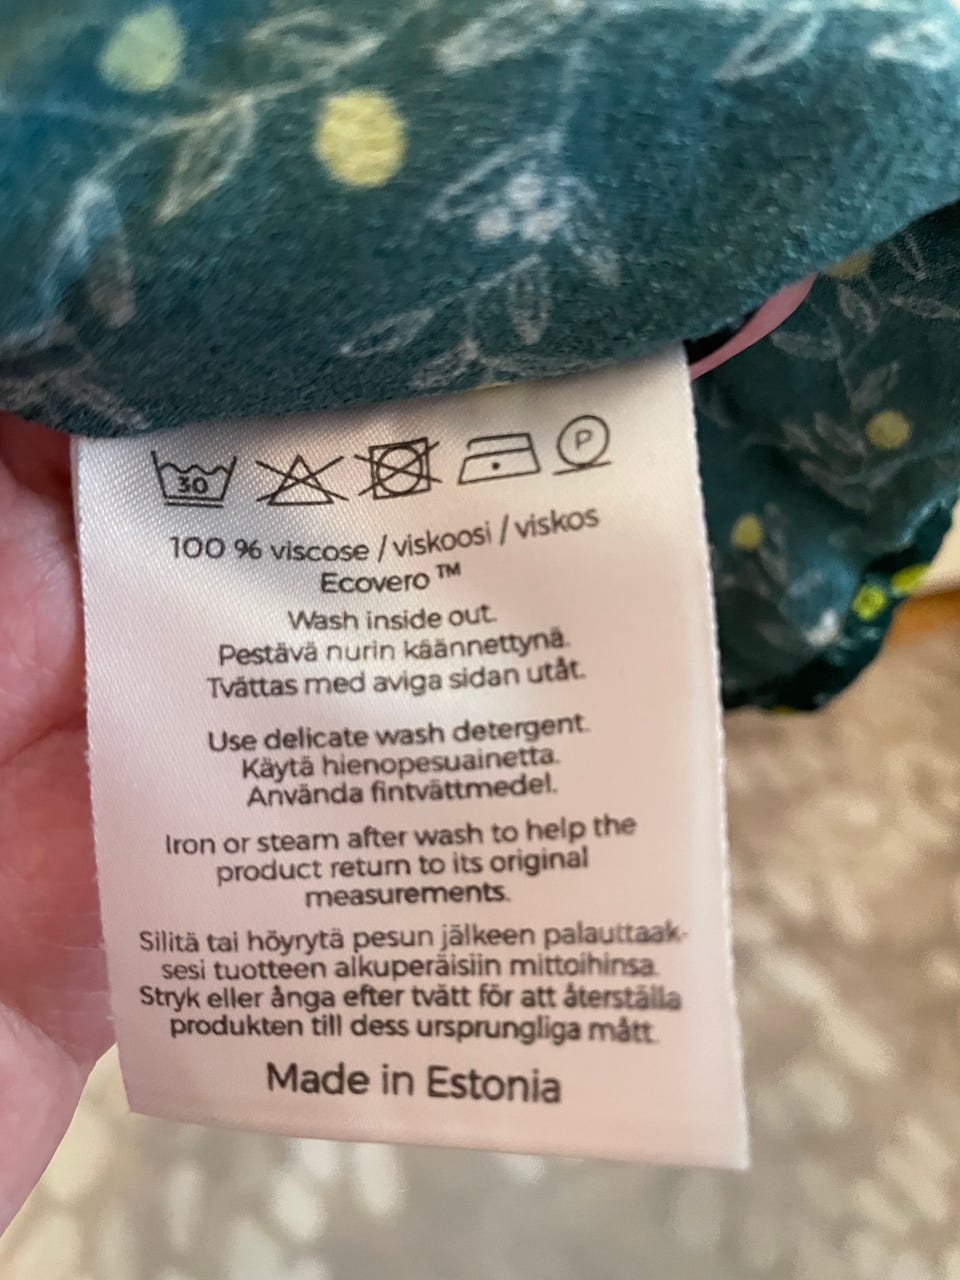 30 P
100 % viscose / viskoosi / viskos
Ecovero™
Wash inside out.
Pestävä nurin käännettynä.
Tvättas med aviga sidan utåt.
Use delicate wash detergent.
Käytä hienopesuainetta.
Använda fintvättmedel.
Iron or steam after wash to help the
product return to its original
measurements.
Silitä tai höyrytä pesun jälkeen palauttaak-
sesi tuotteen alkuperäisiin mittoihinsa.
Stryk eller ånga efter tvätt för att återställa
produkten till dess ursprungliga mått.
Made in Estonia